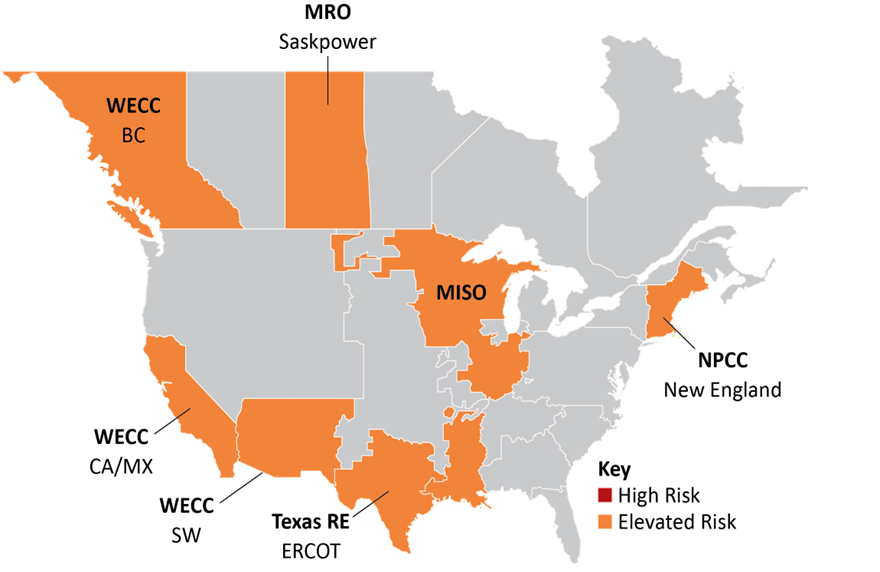 MRO
Saskpower
WECC
BC
MISO
NPCC
New England
WECC
CA/MX
WECC
SW
Texas RE
ERCOT
Key
High Risk
Elevated Risk